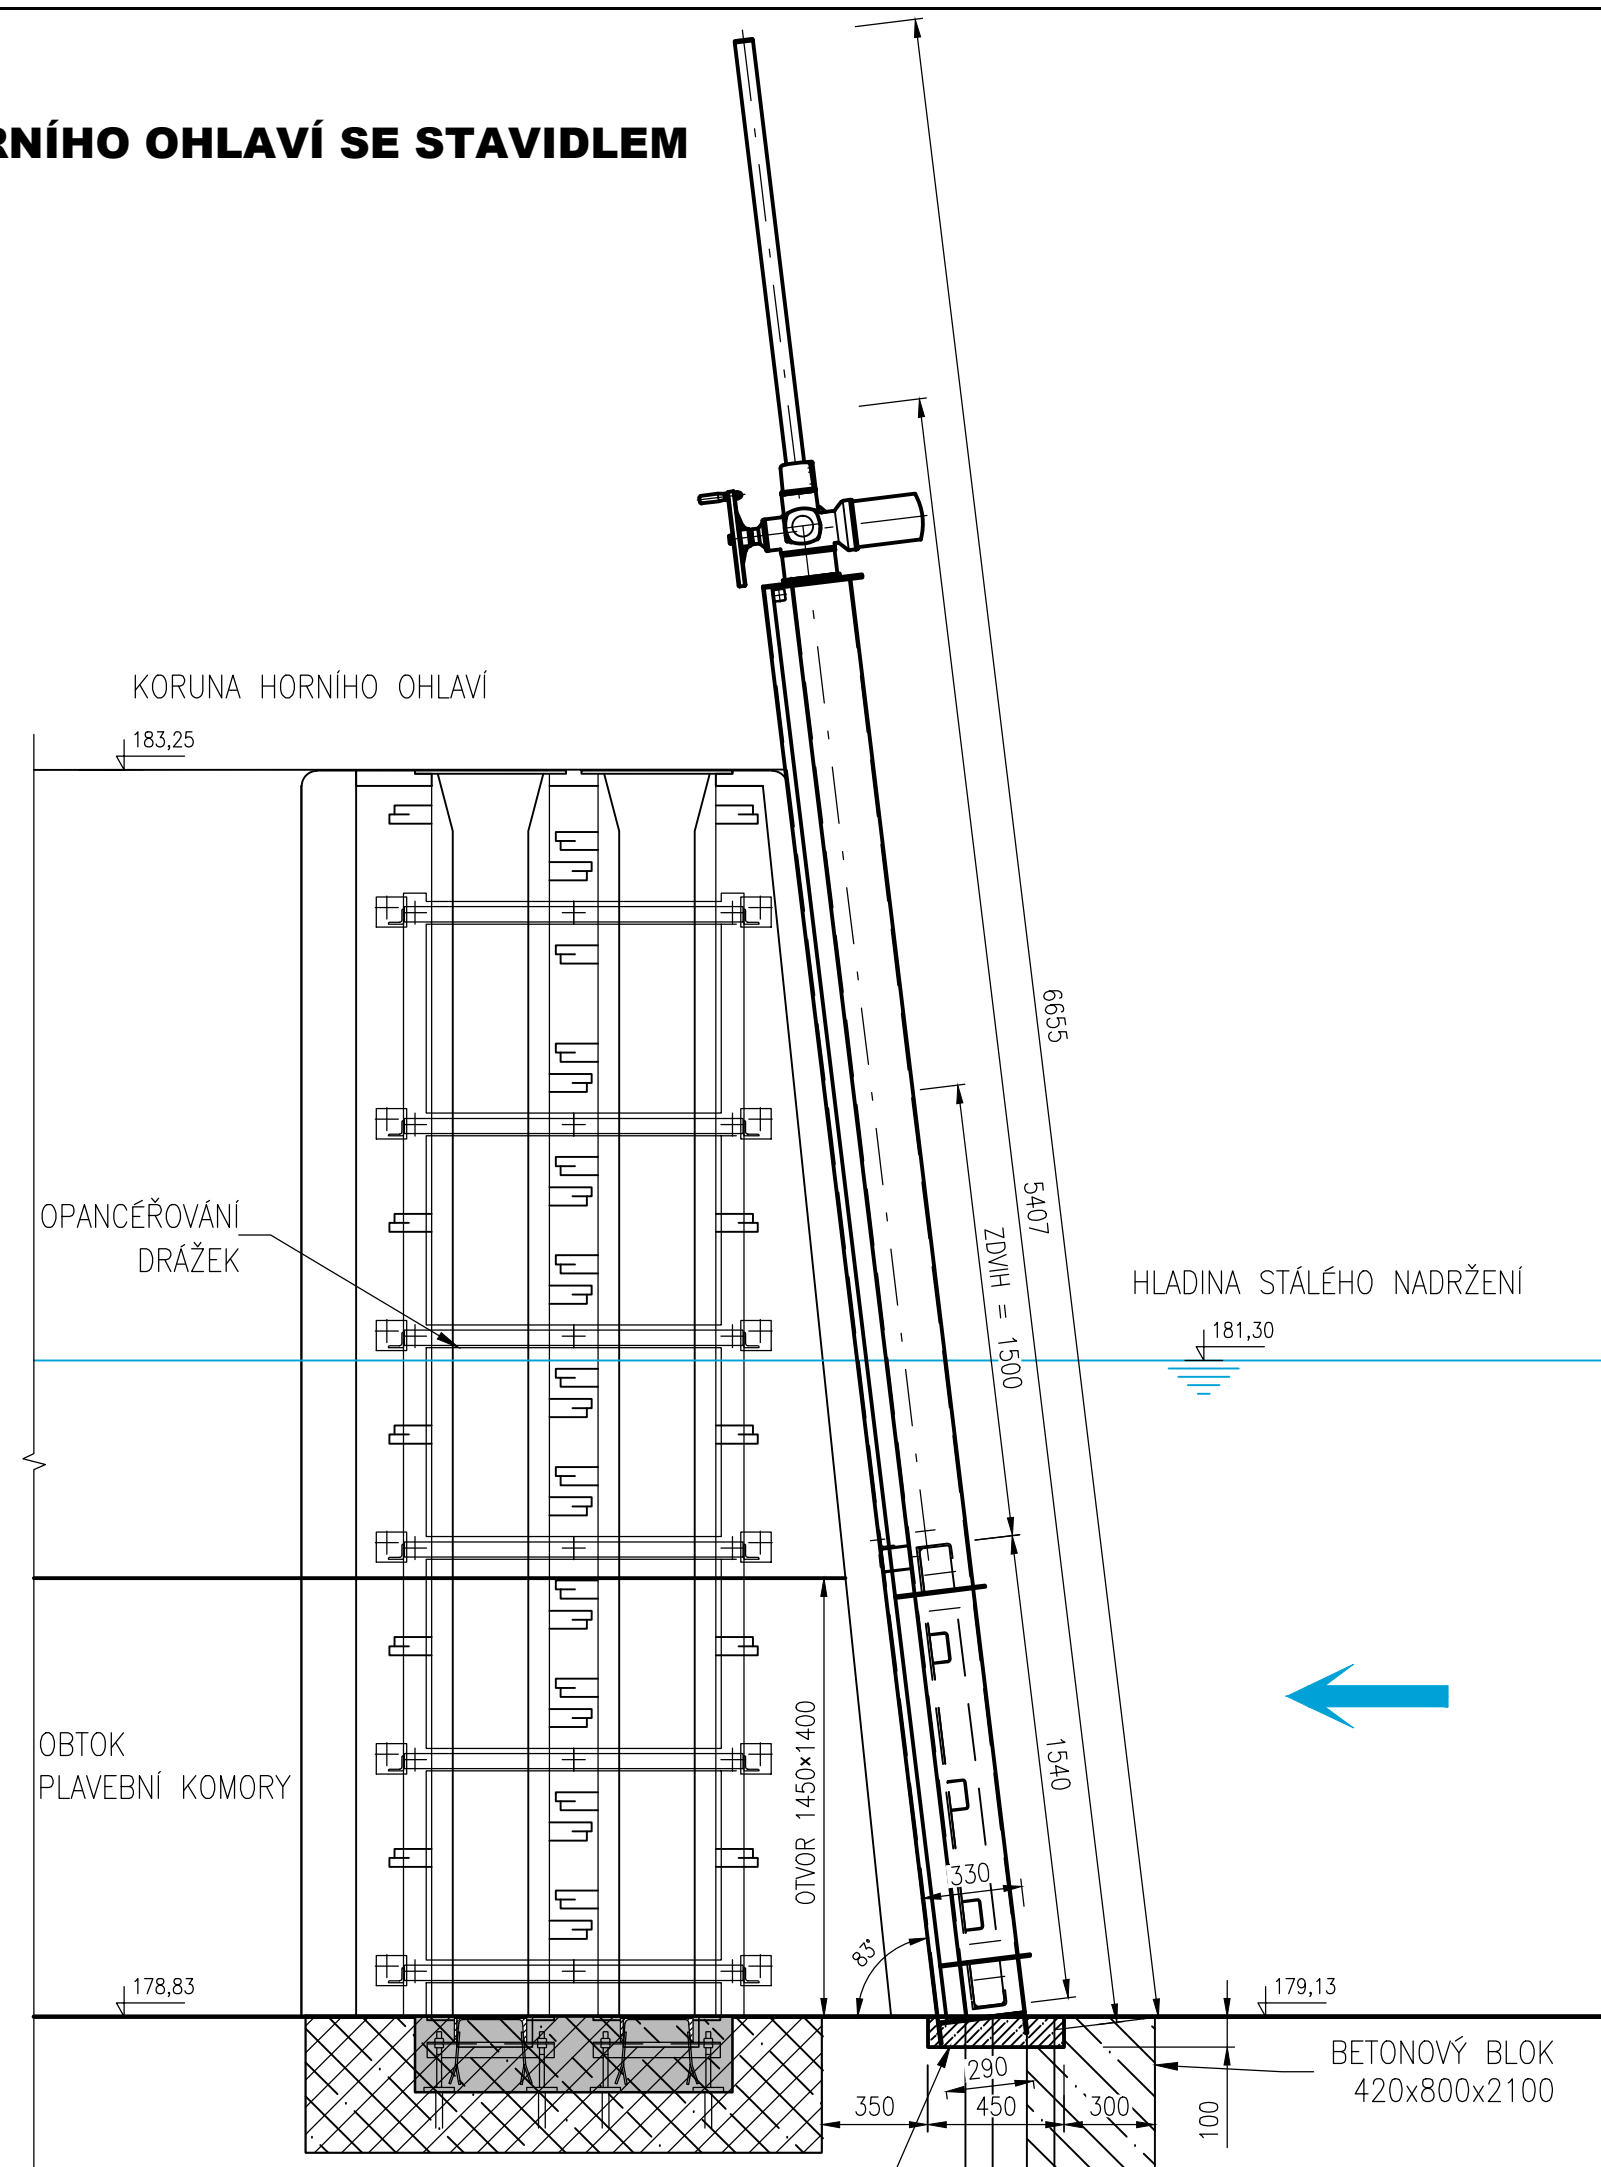 RNÍHO OHLAVÍ SE STAVIDLEM
KORUNA HORNÍHO OHLAVÍ
183,25
6655
5407
OPANCÉŘOVÁNÍ
DRÁŽEK
ZDVIH = 1500
HLADINA STÁLÉHO NADRŽENÍ
181,30
OBTOK
PLAVEBNÍ KOMORY
OTVOR 1450×1400
1540
330
83°
178,83
179,13
BETONOVÝ BLOK
420x800x2100
290
350
450
300
100